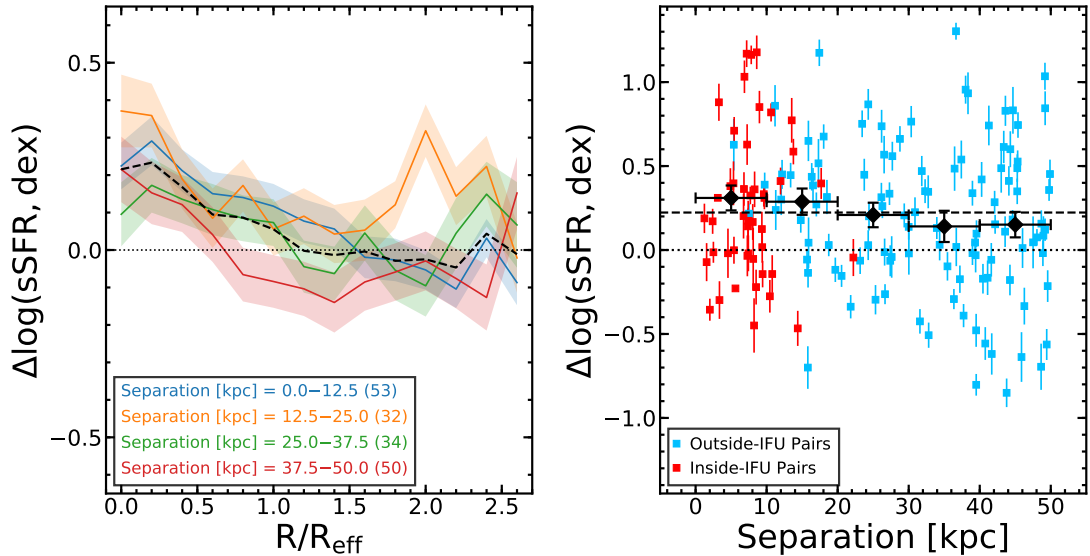 Δlog(sSFR, dex)
0.5
0.0
−0.5
Separation [kpc] = 0.0−12.5 (53)
Separation [kpc] = 12.5−25.0 (32)
Separation [kpc] = 25.0−37.5 (34)
Separation [kpc] = 37.5−50.0 (50)
0.0 0.5 1.0 1.5 2.0 2.5
R/Reff
Δlog(sSFR, dex)
1.0
0.5
0.0
−0.5
−1.0
Outside-IFU Pairs
Inside-IFU Pairs
0 10 20 30 40 50
Separation [kpc]